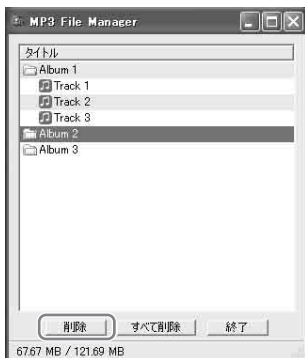 MP3 File Manager
タイトル
Album 1
Track 1
Track 2
Track 3
Album 2
Album 3
削除 すべて削除 終了
67.67 MB / 121.69 MB